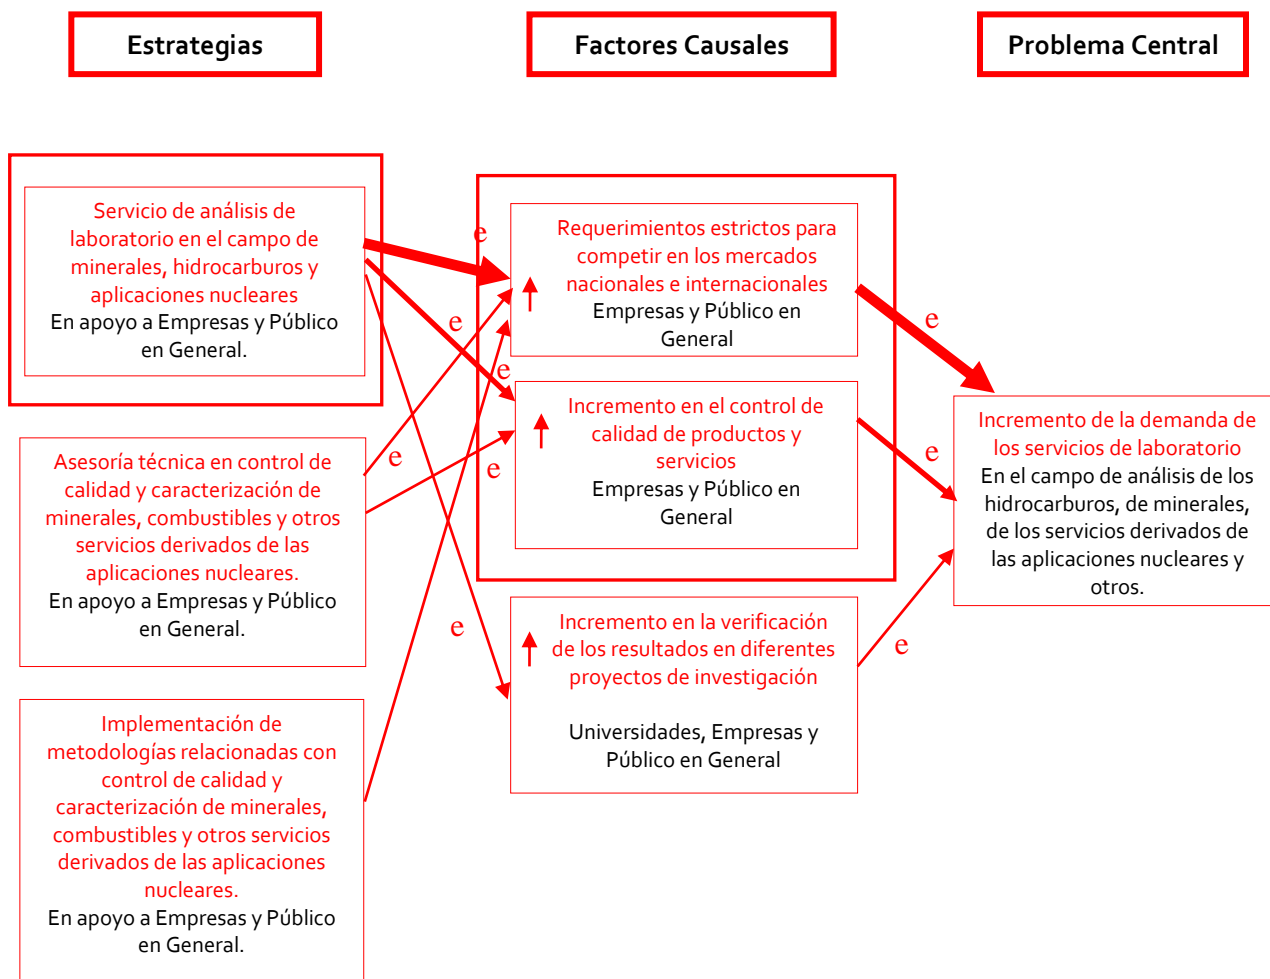 Estrategias
Factores Causales
Problema Central
Servicio de análisis de
laboratorio en el campo de
minerales, hidrocarburos y
aplicaciones nucleares
En apoyo a Empresas y Público
en General.
Asesoría técnica en control de
calidad y caracterización de
minerales, combustibles y otros
servicios derivados de las
aplicaciones nucleares.
En apoyo a Empresas y Público
en General.
Implementación de
metodologías relacionadas con
control de calidad y
caracterización de minerales,
combustibles y otros servicios
derivados de las aplicaciones
nucleares.
En apoyo a Empresas y Público
en General.
e
e
e
e
e
e
Requerimientos estrictos para
competir en los mercados
nacionales e internacionales
Empresas y Público en
General
Incremento en el control de
calidad de productos y
servicios
Empresas y Público en
General
Incremento en la verificación
de los resultados en diferentes
proyectos de investigación
Universidades, Empresas y
Público en General
e
e
e
Incremento de la demanda de
los servicios de laboratorio
En el campo de análisis de los
hidrocarburos, de minerales,
de los servicios derivados de
las aplicaciones nucleares y
otros.